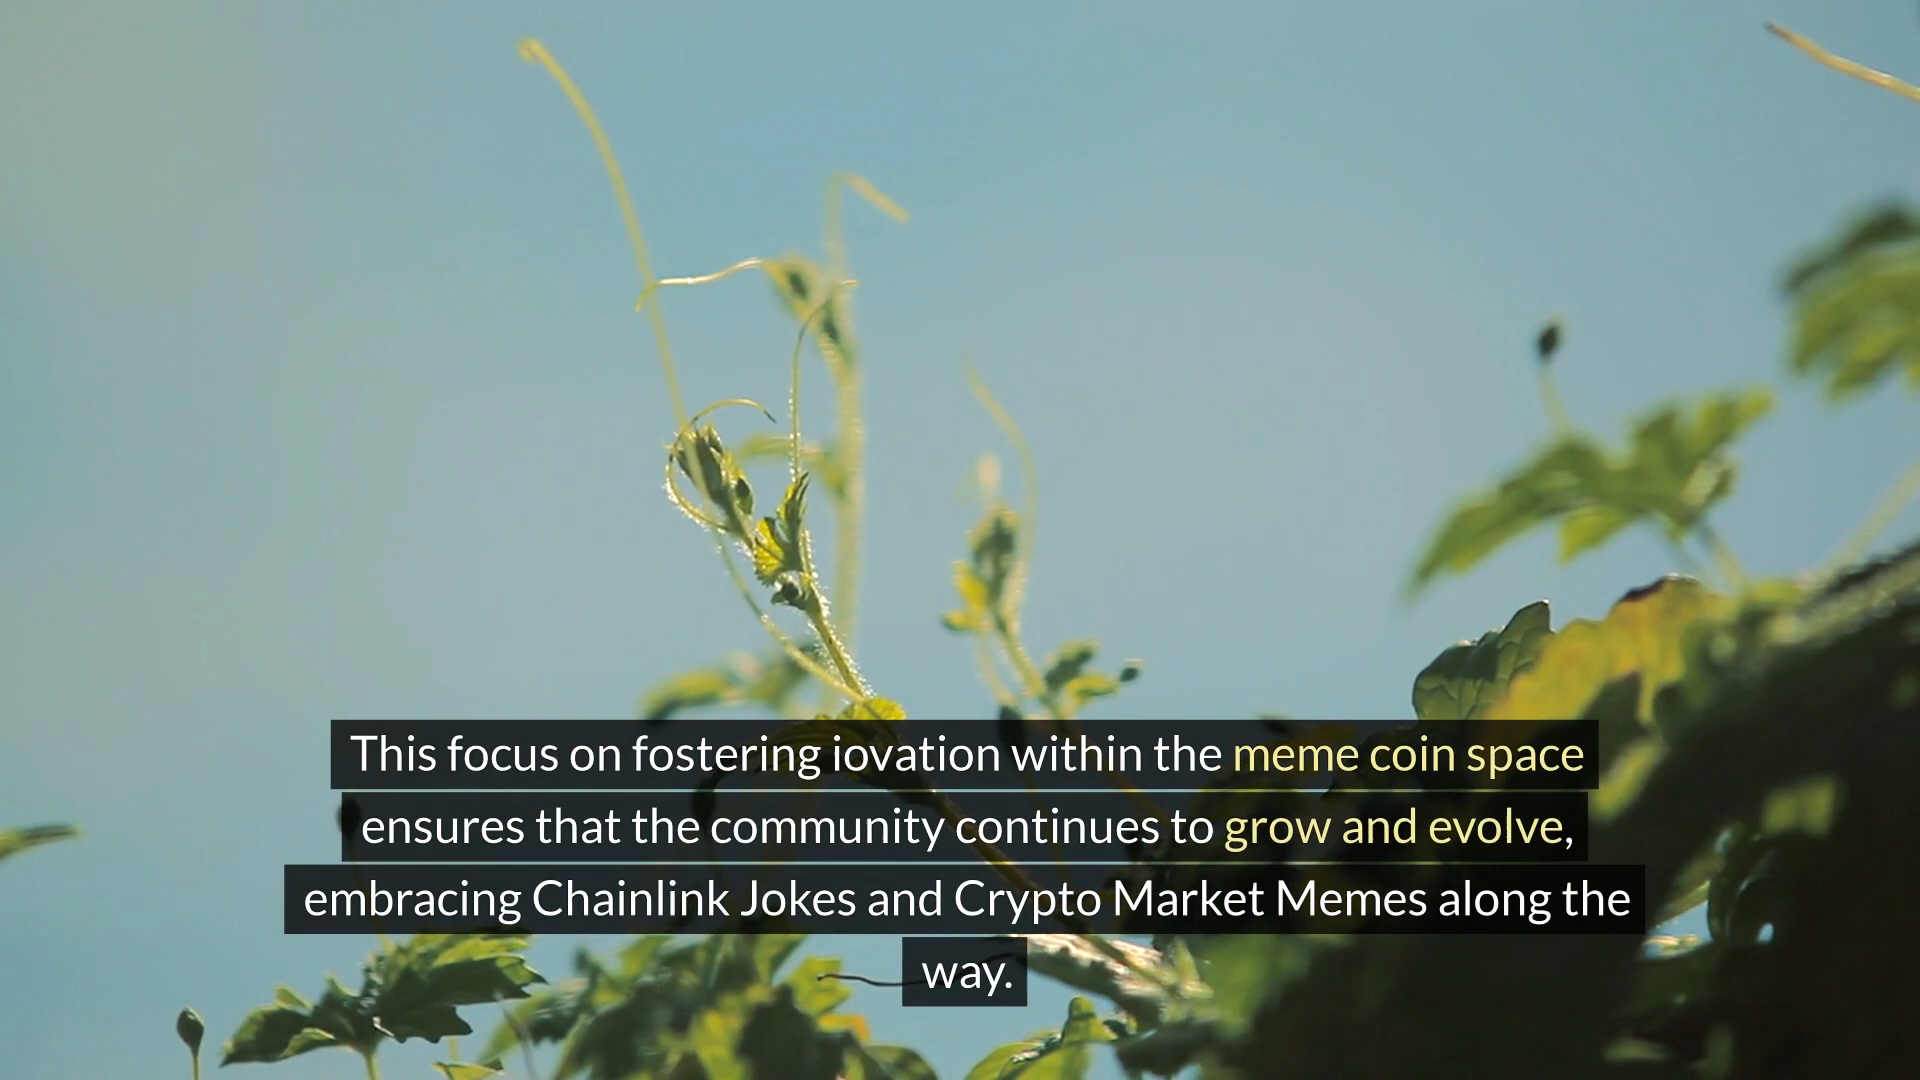 This focus on fostering iovation within the meme coin space
ensures that the community continues to grow and evolve,
embracing Chainlink Jokes and Crypto Market Memes along the
way.